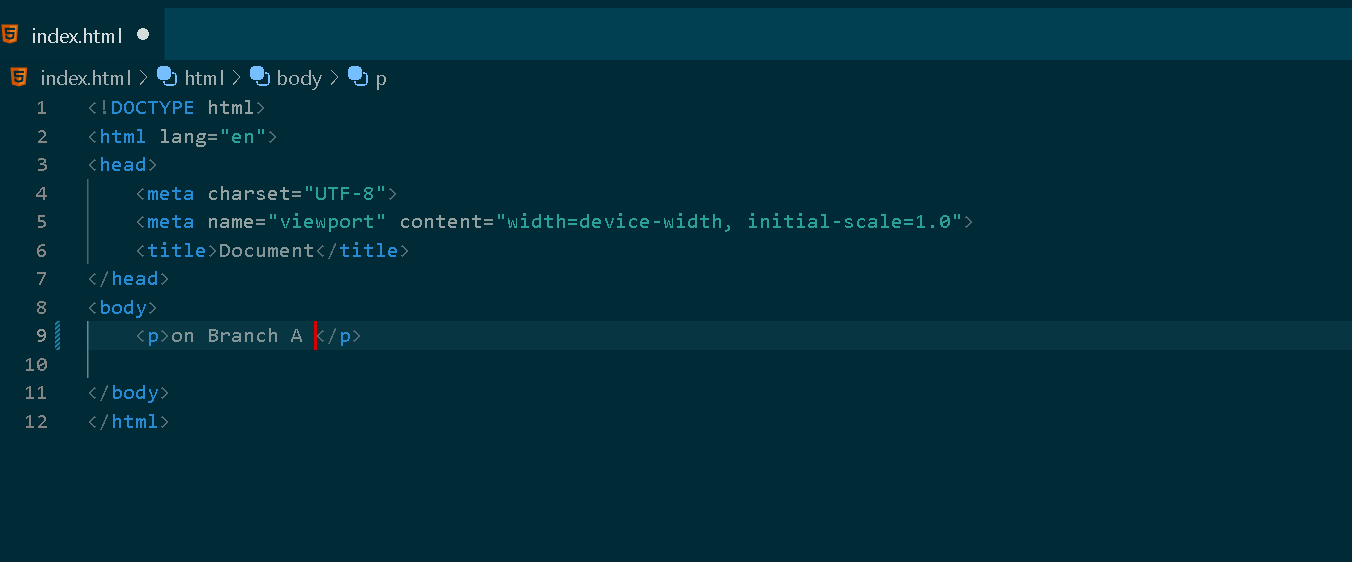 index.html
index.html > html > body > p
1 <!DOCTYPE html>
2 <html lang="en">
3 <head>
4     <meta charset="UTF-8">
5     <meta name="viewport" content="width=device-width, initial-scale=1.0">
6     <title>Document</title>
7 </head>
8 <body>
9     <p>on Branch A </p>
10
11 </body>
12 </html>